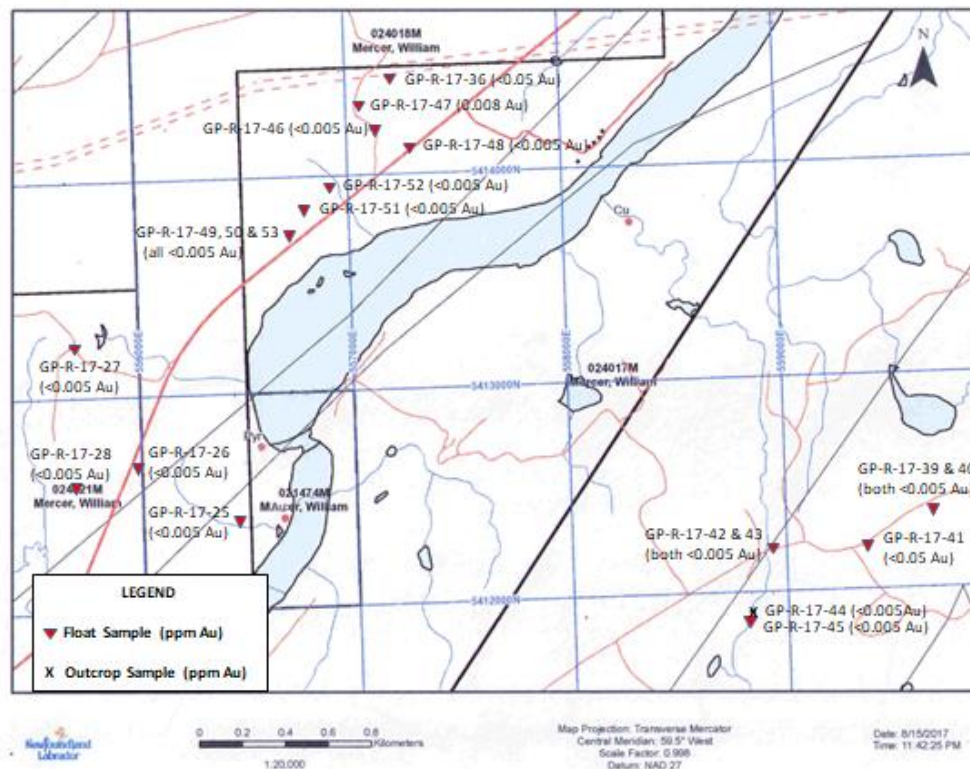 024018M
Mercer, William
N
GP-R-17-36 (<0.05 Au)
GP-R-17-47 (0.008 Au)
GP-R-17-46 (<0.005 Au)
GP-R-17-48 (<0.005 Au)
5414000N
GP-R-17-52 (<0.005 Au)
GP-R-17-51 (<0.005 Au)
Cu
GP-R-17-49, 50 & 53
(all <0.005 Au)
556000E
557000E
558000E
559000E
GP-R-17-27
(<0.005 Au)
024017M
Mercer, William
5413000N
Pyr
GP-R-17-28
(<0.005 Au)
GP-R-17-26
(<0.005 Au)
Mercer, William
021474M
GP-R-17-25
(<0.005 Au)
GP-R-17-39 & 40
(both <0.005 Au)
GP-R-17-42 & 43
(both <0.005 Au)
GP-R-17-41
(<0.05 Au)
5412000N
GP-R-17-44 (<0.005Au)
GP-R-17-45 (<0.005 Au)
LEGEND
Float Sample (ppm Au)
X Outcrop Sample (ppm Au)
Newfoundland
Labrador
0 0.2 0.4 0.6 0.8
Kilometers
1:20,000
Map Projection: Transverse Mercator
Central Meridian: 59.5° West
Scale Factor: 0.998
Datum: NAD 27
Date: 8/15/2017
Time: 11:42:25 PM